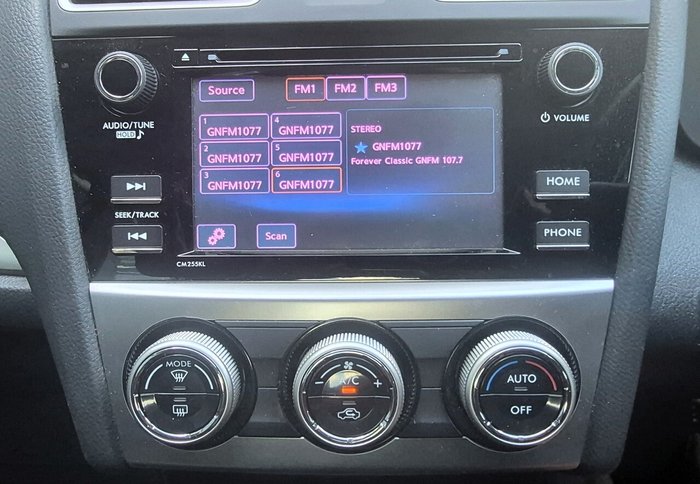 Source
FM1 FM2 FM3
AUDIO/TUNE
HOLD
VOLUME
1 GNFM1077
4 GNFM1077
2 GNFM1077
5 GNFM1077
3 GNFM1077
6 GNFM1077
STEREO
GNFM1077
Forever Classic GNFM 107.7
SEEK/TRACK
HOME
PHONE
Scan
CM255KL
MODE
A/C
- +
AUTO
OFF